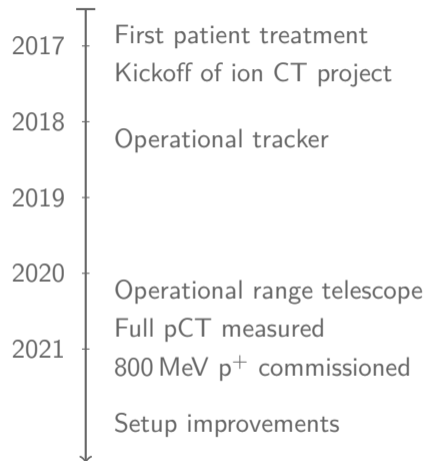 First patient treatment
2017
Kickoff of ion CT project
2018
Operational tracker
2019
2020
Operational range telescope
Full pCT measured
2021
800 MeV p⁺ commissioned
Setup improvements